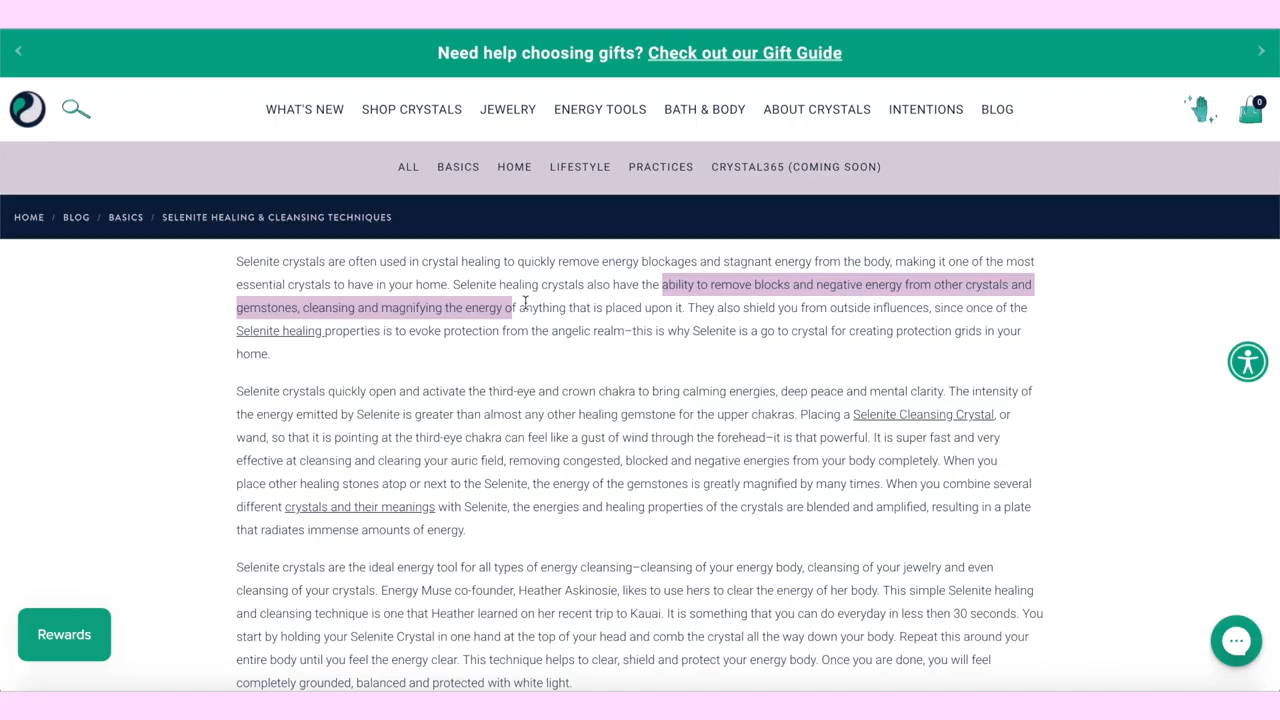 Need help choosing gifts? Check out our Gift Guide
WHAT'S NEW SHOP CRYSTALS JEWELRY ENERGY TOOLS BATH & BODY ABOUT CRYSTALS INTENTIONS BLOG
0
ALL BASICS HOME LIFESTYLE PRACTICES CRYSTAL365 (COMING SOON)
HOME / BLOG / BASICS / SELENITE HEALING & CLEANSING TECHNIQUES
Selenite crystals are often used in crystal healing to quickly remove energy blockages and stagnant energy from the body, making it one of the most
essential crystals to have in your home. Selenite healing crystals also have the ability to remove blocks and negative energy from other crystals and
gemstones, cleansing and magnifying the energy of anything that is placed upon it. They also shield you from outside influences, since once of the
Selenite healing properties is to evoke protection from the angelic realm–this is why Selenite is a go to crystal for creating protection grids in your
home.
Selenite crystals quickly open and activate the third-eye and crown chakra to bring calming energies, deep peace and mental clarity. The intensity of
the energy emitted by Selenite is greater than almost any other healing gemstone for the upper chakras. Placing a Selenite Cleansing Crystal, or
wand, so that it is pointing at the third-eye chakra can feel like a gust of wind through the forehead–it is that powerful. It is super fast and very
effective at cleansing and clearing your auric field, removing congested, blocked and negative energies from your body completely. When you
place other healing stones atop or next to the Selenite, the energy of the gemstones is greatly magnified by many times. When you combine several
different crystals and their meanings with Selenite, the energies and healing properties of the crystals are blended and amplified, resulting in a plate
that radiates immense amounts of energy.
Selenite crystals are the ideal energy tool for all types of energy cleansing–cleansing of your energy body, cleansing of your jewelry and even
cleansing of your crystals. Energy Muse co-founder, Heather Askinosie, likes to use hers to clear the energy of her body. This simple Selenite healing
and cleansing technique is one that Heather learned on her recent trip to Kauai. It is something that you can do everyday in less then 30 seconds. You
start by holding your Selenite Crystal in one hand at the top of your head and comb the crystal all the way down your body. Repeat this around your
entire body until you feel the energy clear. This technique helps to clear, shield and protect your energy body. Once you are done, you will feel
completely grounded, balanced and protected with white light.
Rewards